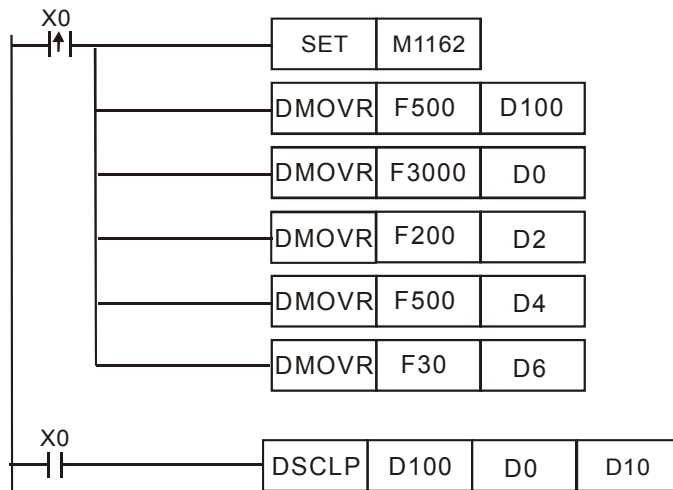 X0
SET M1162
DMOVR F500 D100
DMOVR F3000 D0
DMOVR F200 D2
DMOVR F500 D4
DMOVR F30 D6
X0
DSCLP D100 D0 D10